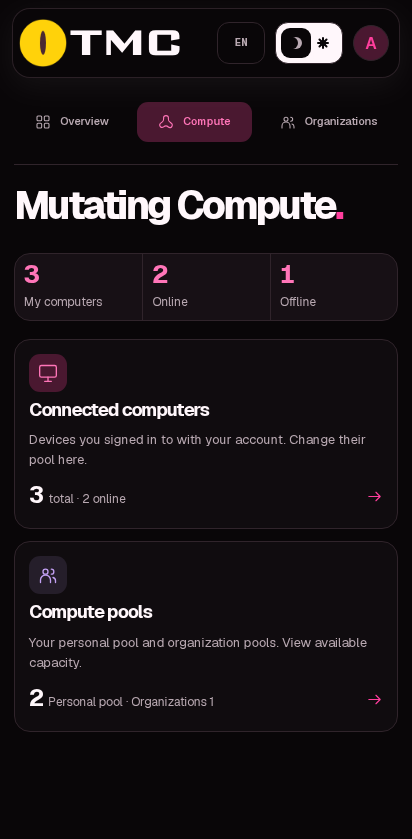 TMC
EN
A
Overview
Compute
Organizations
Mutating Compute.
3
2
1
My computers
Online
Offline
Connected computers
Devices you signed in to with your account. Change their
pool here.
3 total · 2 online
Compute pools
Your personal pool and organization pools. View available
capacity.
2 Personal pool · Organizations 1